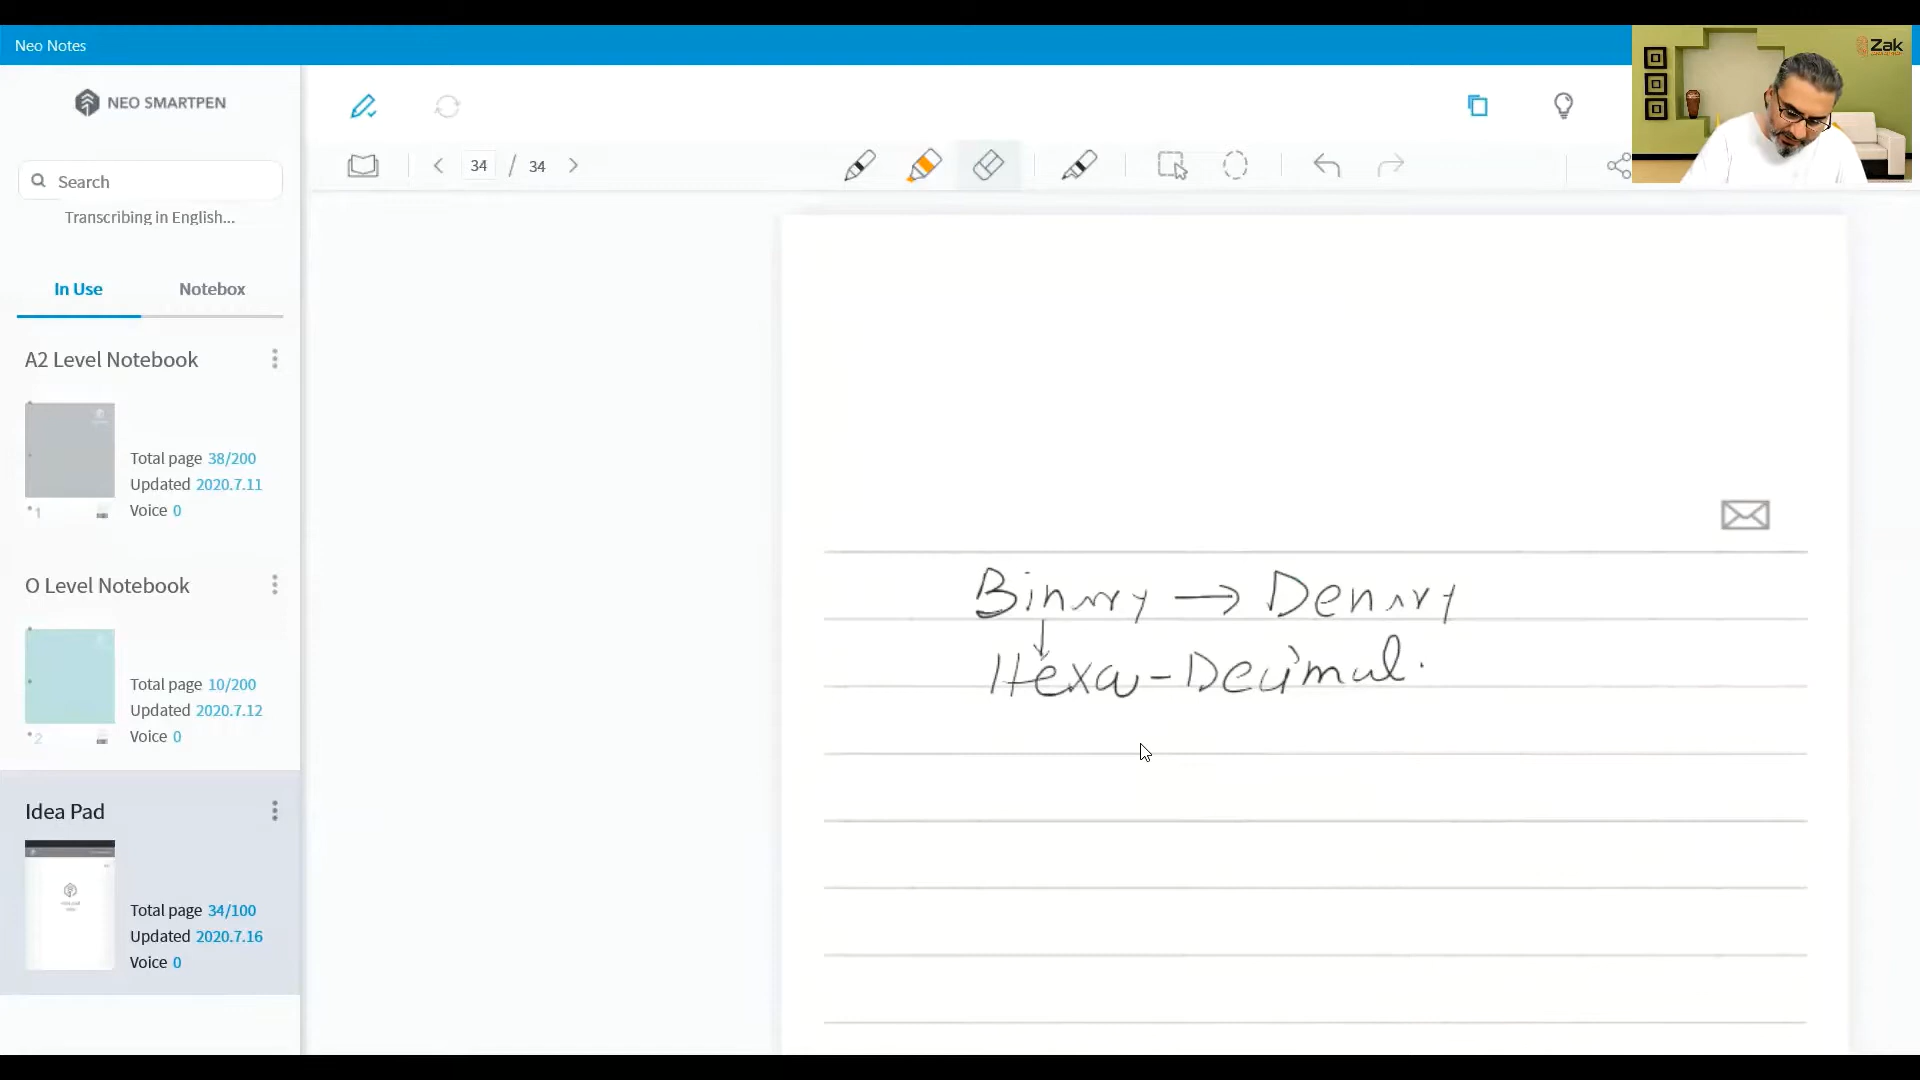 Neo Notes
Zak
NEO SMARTPEN
34 / 34
Search
Transcribing in English...
In Use
Notebox
A2 Level Notebook
Total page 38/200
Updated 2020.7.11
Voice 0
1
O Level Notebook
Total page 10/200
Updated 2020.7.12
Voice 0
2
Idea Pad
Total page 34/100
Updated 2020.7.16
Voice 0
Binary → Denary
↓
Hexa-Decimal.